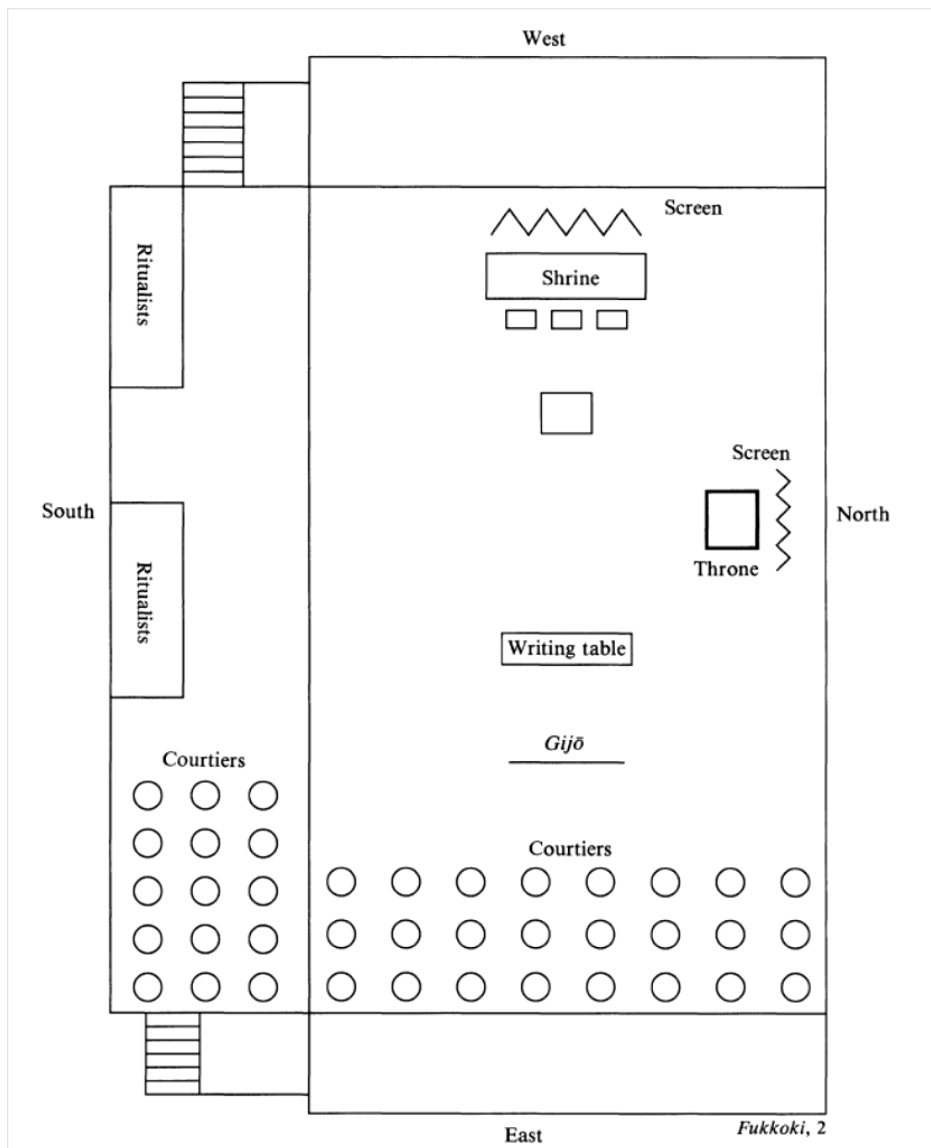 West
Screen
Shrine
Ritualists
Screen
South
North
Throne
Ritualists
Writing table
Gijō
Courtiers
Courtiers
Fukkoki, 2
East